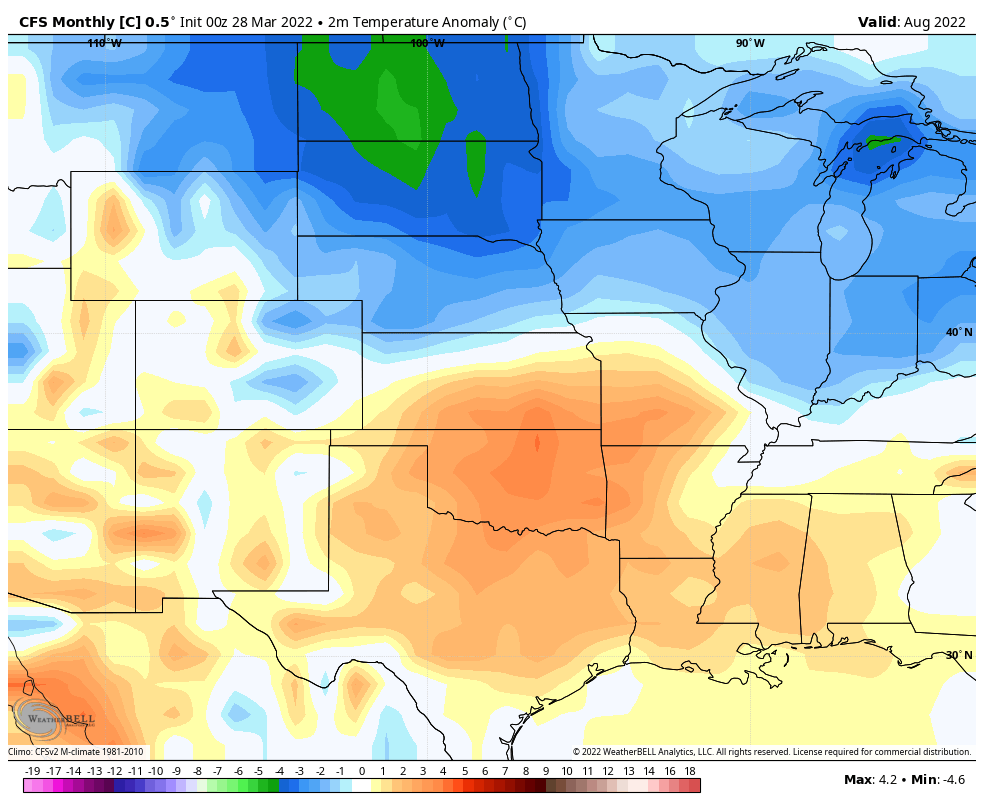 CFS Monthly [C] 0.5° Init 00z 28 Mar 2022 • 2m Temperature Anomaly (°C) Valid: Aug 2022
110°W 100°W 90°W
40°N
30°N
WEATHERBELL
Climo: CFSv2 M-climate 1981-2010 © 2022 WeatherBELL Analytics, LLC. All rights reserved. License required for commercial distribution.
-19 -17 -14 -13 -12 -11 -10 -9 -8 -7 -6 -5 -4 -3 -2 -1 0 1 2 3 4 5 6 7 8 9 10 11 12 13 14 16 18
Max: 4.2 • Min: -4.6